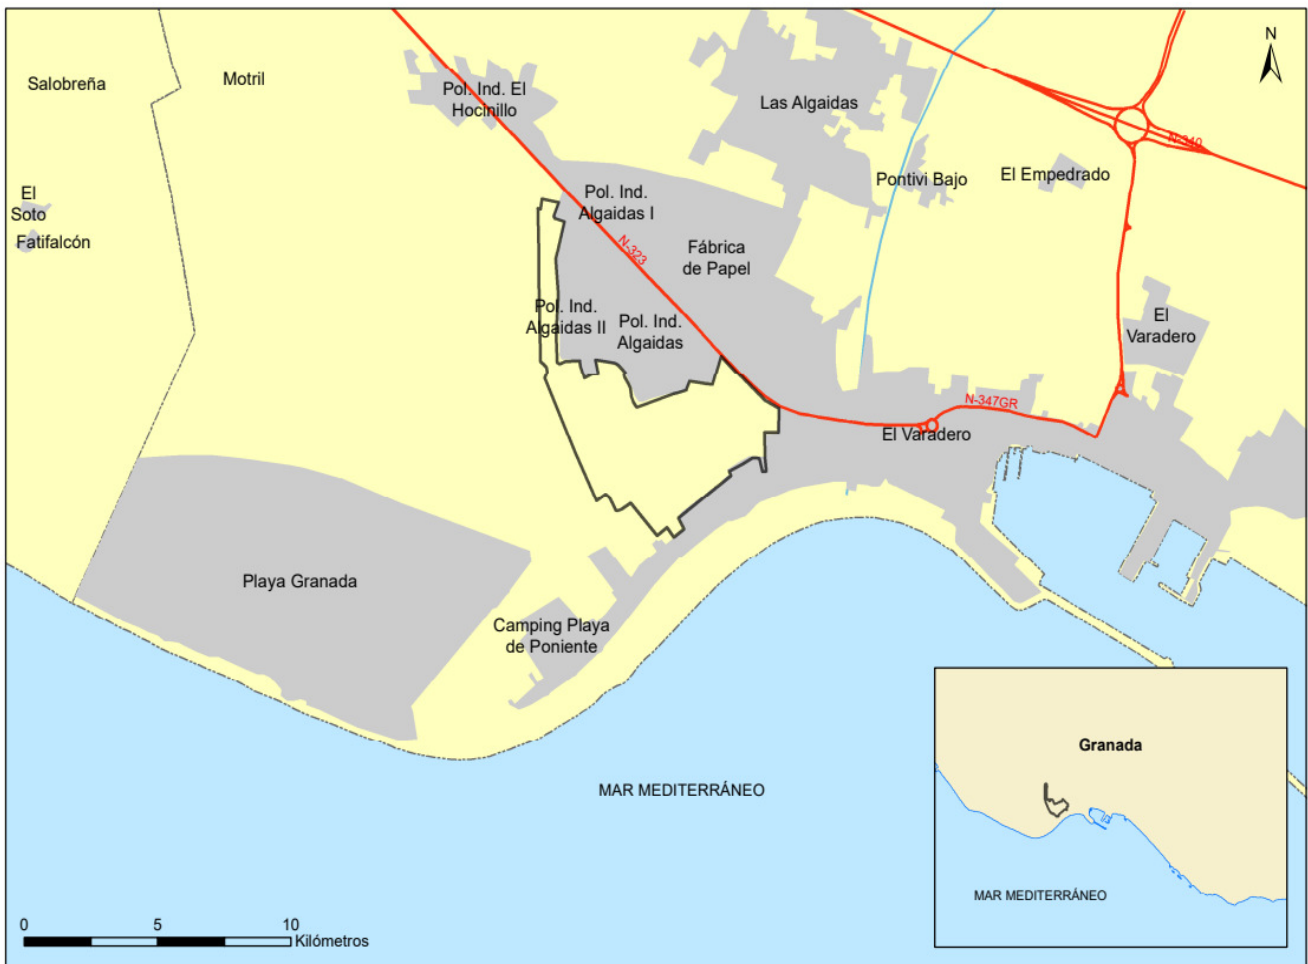 N
Salobreña
Motril
Pol. Ind. El
Hocinillo
Las Algaidas
N-340
Pontivi Bajo
El Empedrado
El
Soto
Fatifalcón
Pol. Ind.
Algaidas I
N-323
Fábrica
de Papel
Pol. Ind.
Algaidas II
Pol. Ind.
Algaidas
El
Varadero
N-347GR
El Varadero
Playa Granada
Camping Playa
de Poniente
MAR MEDITERRÁNEO
Granada
MAR MEDITERRÁNEO
0 5 10
Kilómetros